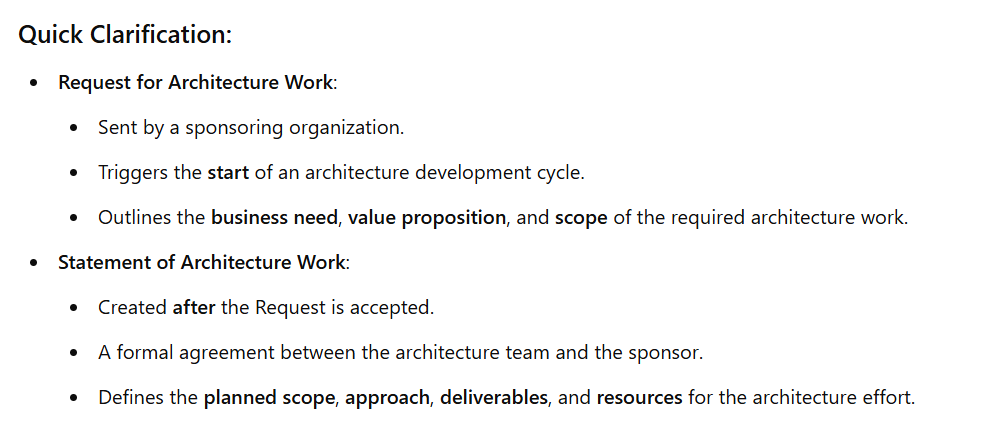 Quick Clarification:
• Request for Architecture Work:
• Sent by a sponsoring organization.
• Triggers the start of an architecture development cycle.
• Outlines the business need, value proposition, and scope of the required architecture work.
• Statement of Architecture Work:
• Created after the Request is accepted.
• A formal agreement between the architecture team and the sponsor.
• Defines the planned scope, approach, deliverables, and resources for the architecture effort.